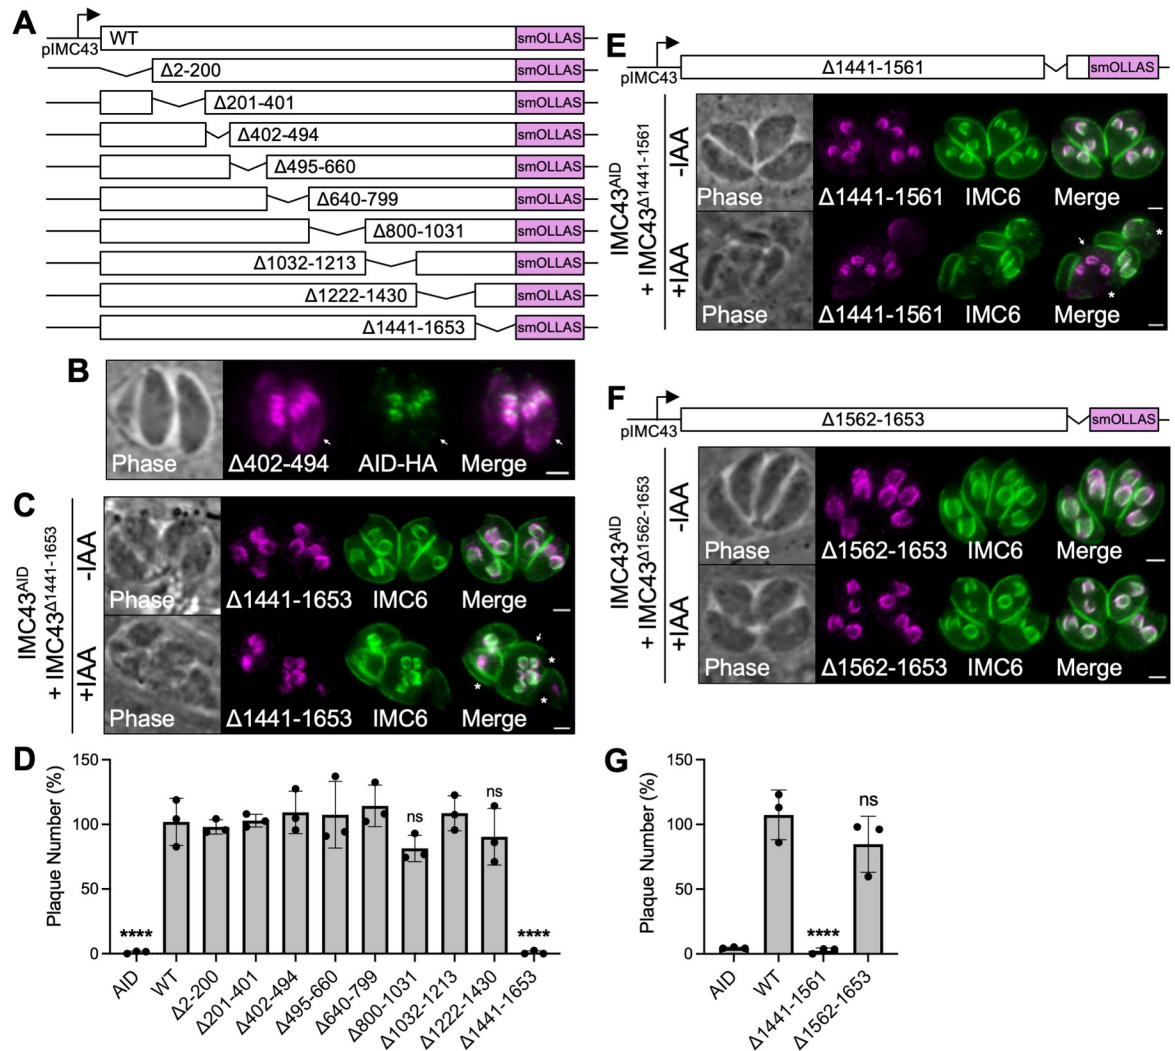 A
pIMC43
WT
smOLLAS
Δ2-200
smOLLAS
Δ201-401
smOLLAS
Δ402-494
smOLLAS
Δ495-660
smOLLAS
Δ640-799
smOLLAS
Δ800-1031
smOLLAS
Δ1032-1213
smOLLAS
Δ1222-1430
smOLLAS
Δ1441-1653
smOLLAS
B
Phase
Δ402-494
AID-HA
Merge
C
IMC43AID
+ IMC43Δ1441-1653
-IAA
Phase
Δ1441-1653
IMC6
Merge
+IAA
Phase
Δ1441-1653
IMC6
Merge
* * *
D
Plaque Number (%)
150
100
50
0
****
ns
ns
****
AID
WT
Δ2-200
Δ201-401
Δ402-494
Δ495-660
Δ640-799
Δ800-1031
Δ1032-1213
Δ1222-1430
Δ1441-1653
E
pIMC43
Δ1441-1561
smOLLAS
IMC43AID
+ IMC43Δ1441-1561
-IAA
Phase
Δ1441-1561
IMC6
Merge
+IAA
Phase
Δ1441-1561
IMC6
Merge
* *
F
pIMC43
Δ1562-1653
smOLLAS
IMC43AID
+ IMC43Δ1562-1653
-IAA
Phase
Δ1562-1653
IMC6
Merge
+IAA
Phase
Δ1562-1653
IMC6
Merge
G
Plaque Number (%)
150
100
50
0
****
ns
AID
WT
Δ1441-1561
Δ1562-1653